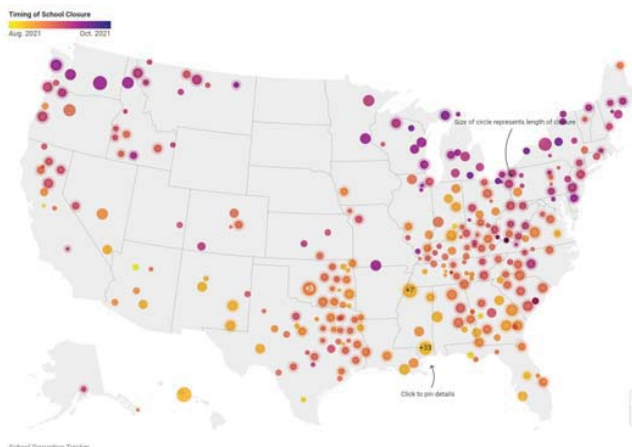 Timing of School Closure
Aug. 2021 Oct. 2021
Size of circle represents length of closure
+3
+7
+33
Click to pin details